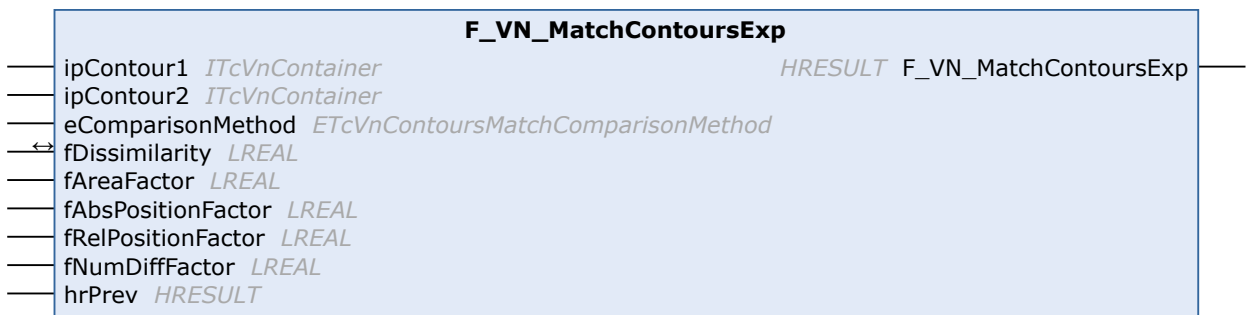 F_VN_MatchContoursExp
ipContour1 ITcVnContainer HRESULT F_VN_MatchContoursExp
ipContour2 ITcVnContainer
eComparisonMethod ETcVnContoursMatchComparisonMethod
↔ fDissimilarity LREAL
fAreaFactor LREAL
fAbsPositionFactor LREAL
fRelPositionFactor LREAL
fNumDiffFactor LREAL
hrPrev HRESULT